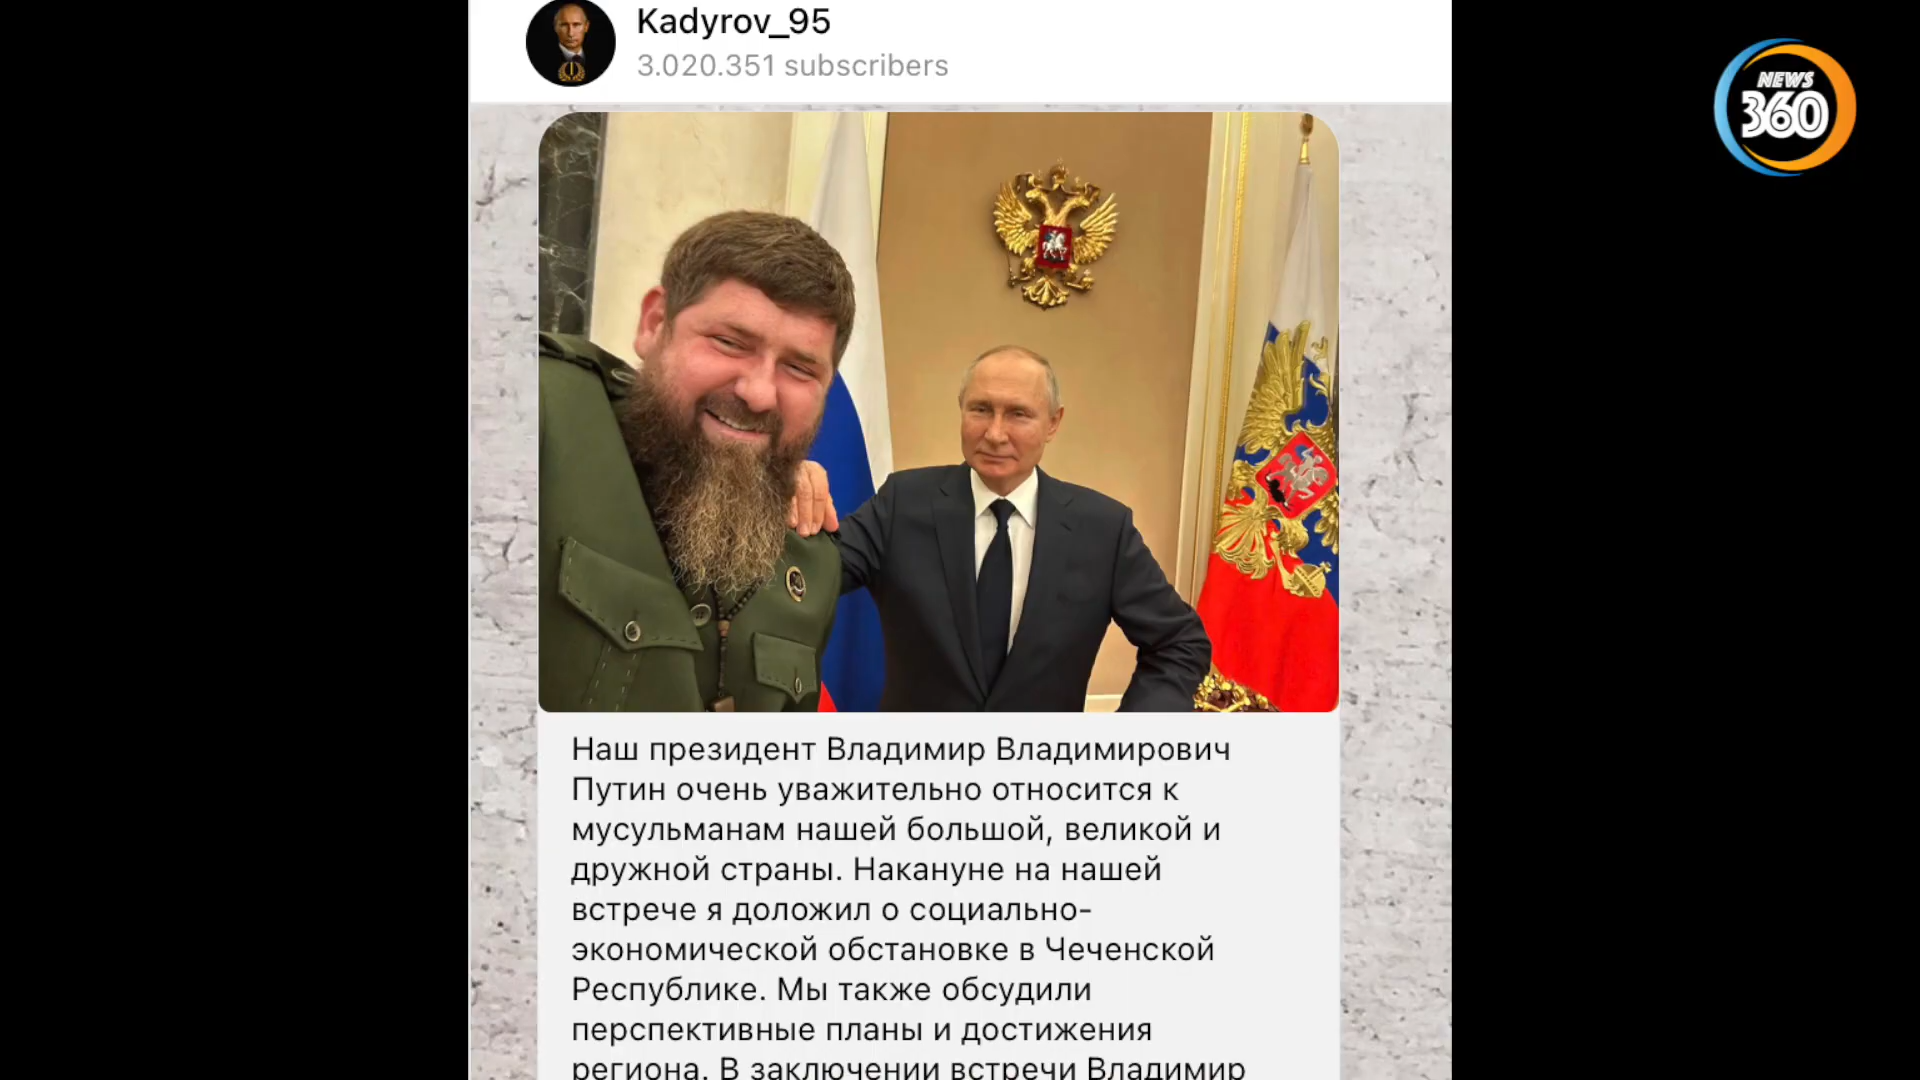 Kadyrov_95
3.020.351 subscribers
NEWS
360
Наш президент Владимир Владимирович
Путин очень уважительно относится к
мусульманам нашей большой, великой и
дружной страны. Накануне на нашей
встрече я доложил о социально-
экономической обстановке в Чеченской
Республике. Мы также обсудили
перспективные планы и достижения
региона. В заключении встречи Владимир